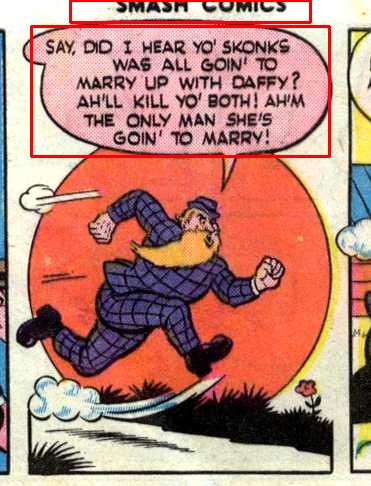 SMASH COMICS
SAY, DID I HEAR YO' SKONKS
WAS ALL GOIN' TO
MARRY UP WITH DAFFY?
AH'LL KILL YO' BOTH! AH'M
THE ONLY MAN SHE'S
GOIN' TO MARRY!